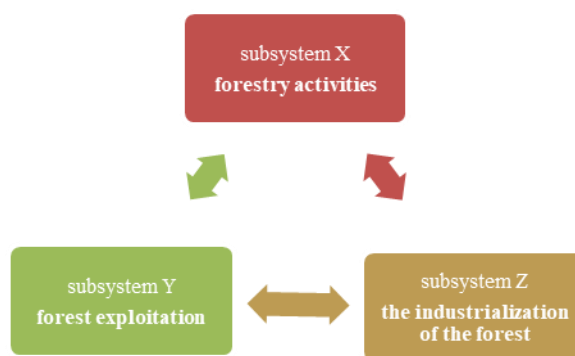 subsystem X
forestry activities
subsystem Y
forest exploitation
subsystem Z
the industrialization
of the forest